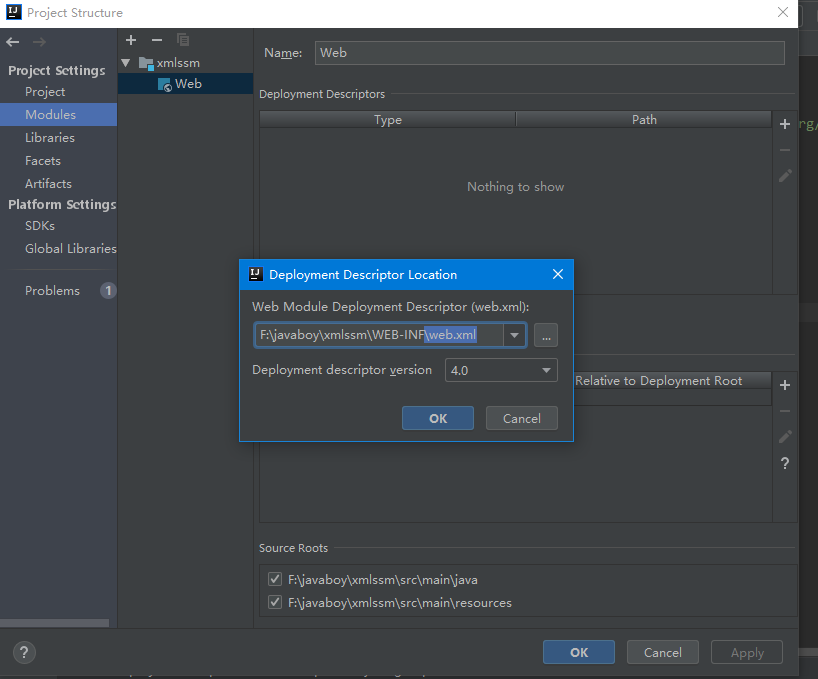 Project Structure
Project Settings
Project
Modules
Libraries
Facets
Artifacts
Platform Settings
SDKs
Global Libraries
Problems 1
xmlssm
Web
Name: Web
Deployment Descriptors
Type Path
Nothing to show
rg/
Deployment Descriptor Location
Web Module Deployment Descriptor (web.xml):
F:\javaboy\xmlssm\WEB-INF\web.xml
...
Deployment descriptor version 4.0
OK Cancel
Relative to Deployment Root
?
Source Roots
F:\javaboy\xmlssm\src\main\java
F:\javaboy\xmlssm\src\main\resources
? OK Cancel Apply